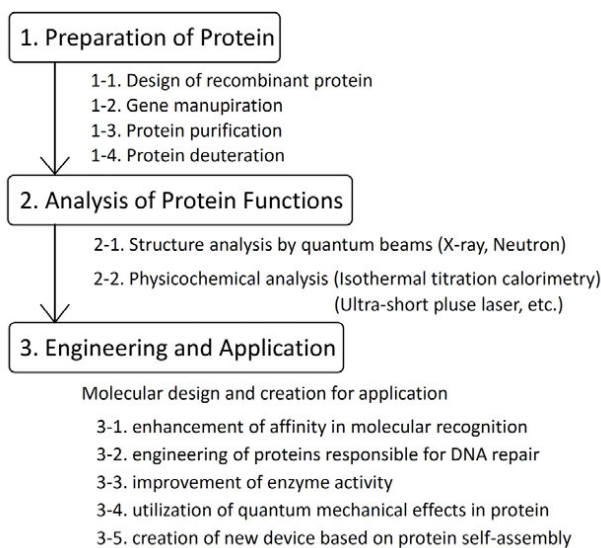 1. Preparation of Protein
1-1. Design of recombinant protein
1-2. Gene manupiration
1-3. Protein purification
1-4. Protein deuteration
2. Analysis of Protein Functions
2-1. Structure analysis by quantum beams (X-ray, Neutron)
2-2. Physicochemical analysis (Isothermal titration calorimetry)
(Ultra-short pluse laser, etc.)
3. Engineering and Application
Molecular design and creation for application
3-1. enhancement of affinity in molecular recognition
3-2. engineering of proteins responsible for DNA repair
3-3. improvement of enzyme activity
3-4. utilization of quantum mechanical effects in protein
3-5. creation of new device based on protein self-assembly